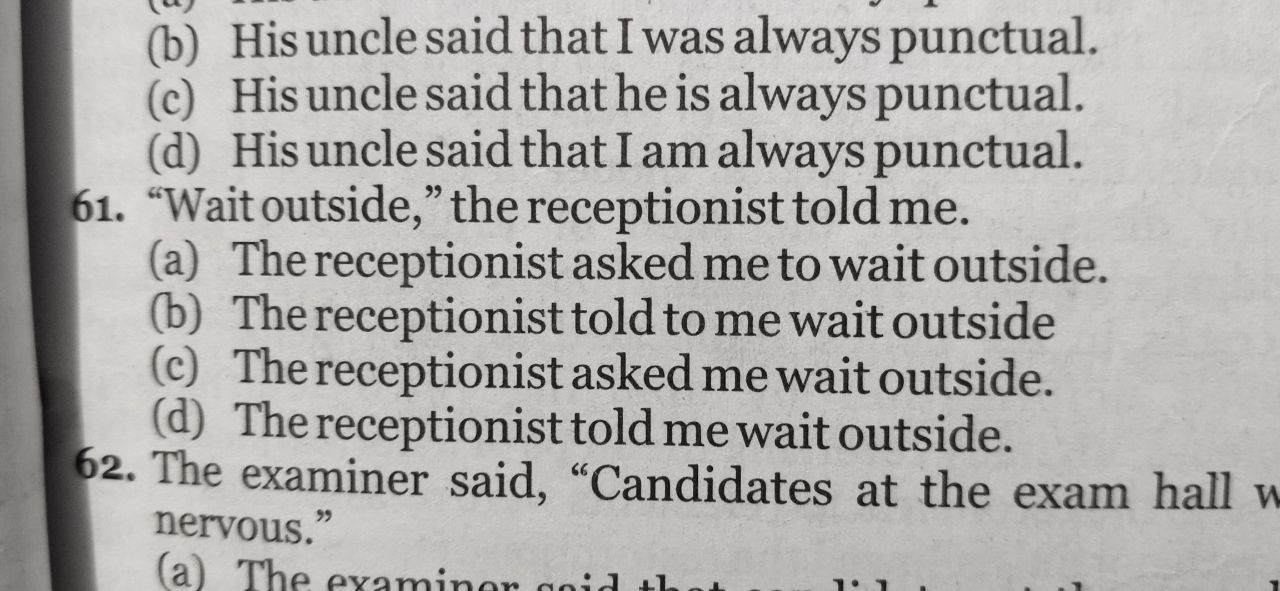 (b) His uncle said that I was always punctual.
(c) His uncle said that he is always punctual.
(d) His uncle said that I am always punctual.
61. “Wait outside,” the receptionist told me.
(a) The receptionist asked me to wait outside.
(b) The receptionist told to me wait outside
(c) The receptionist asked me wait outside.
(d) The receptionist told me wait outside.
62. The examiner said, “Candidates at the exam hall
nervous.”
(a) The examiner said that